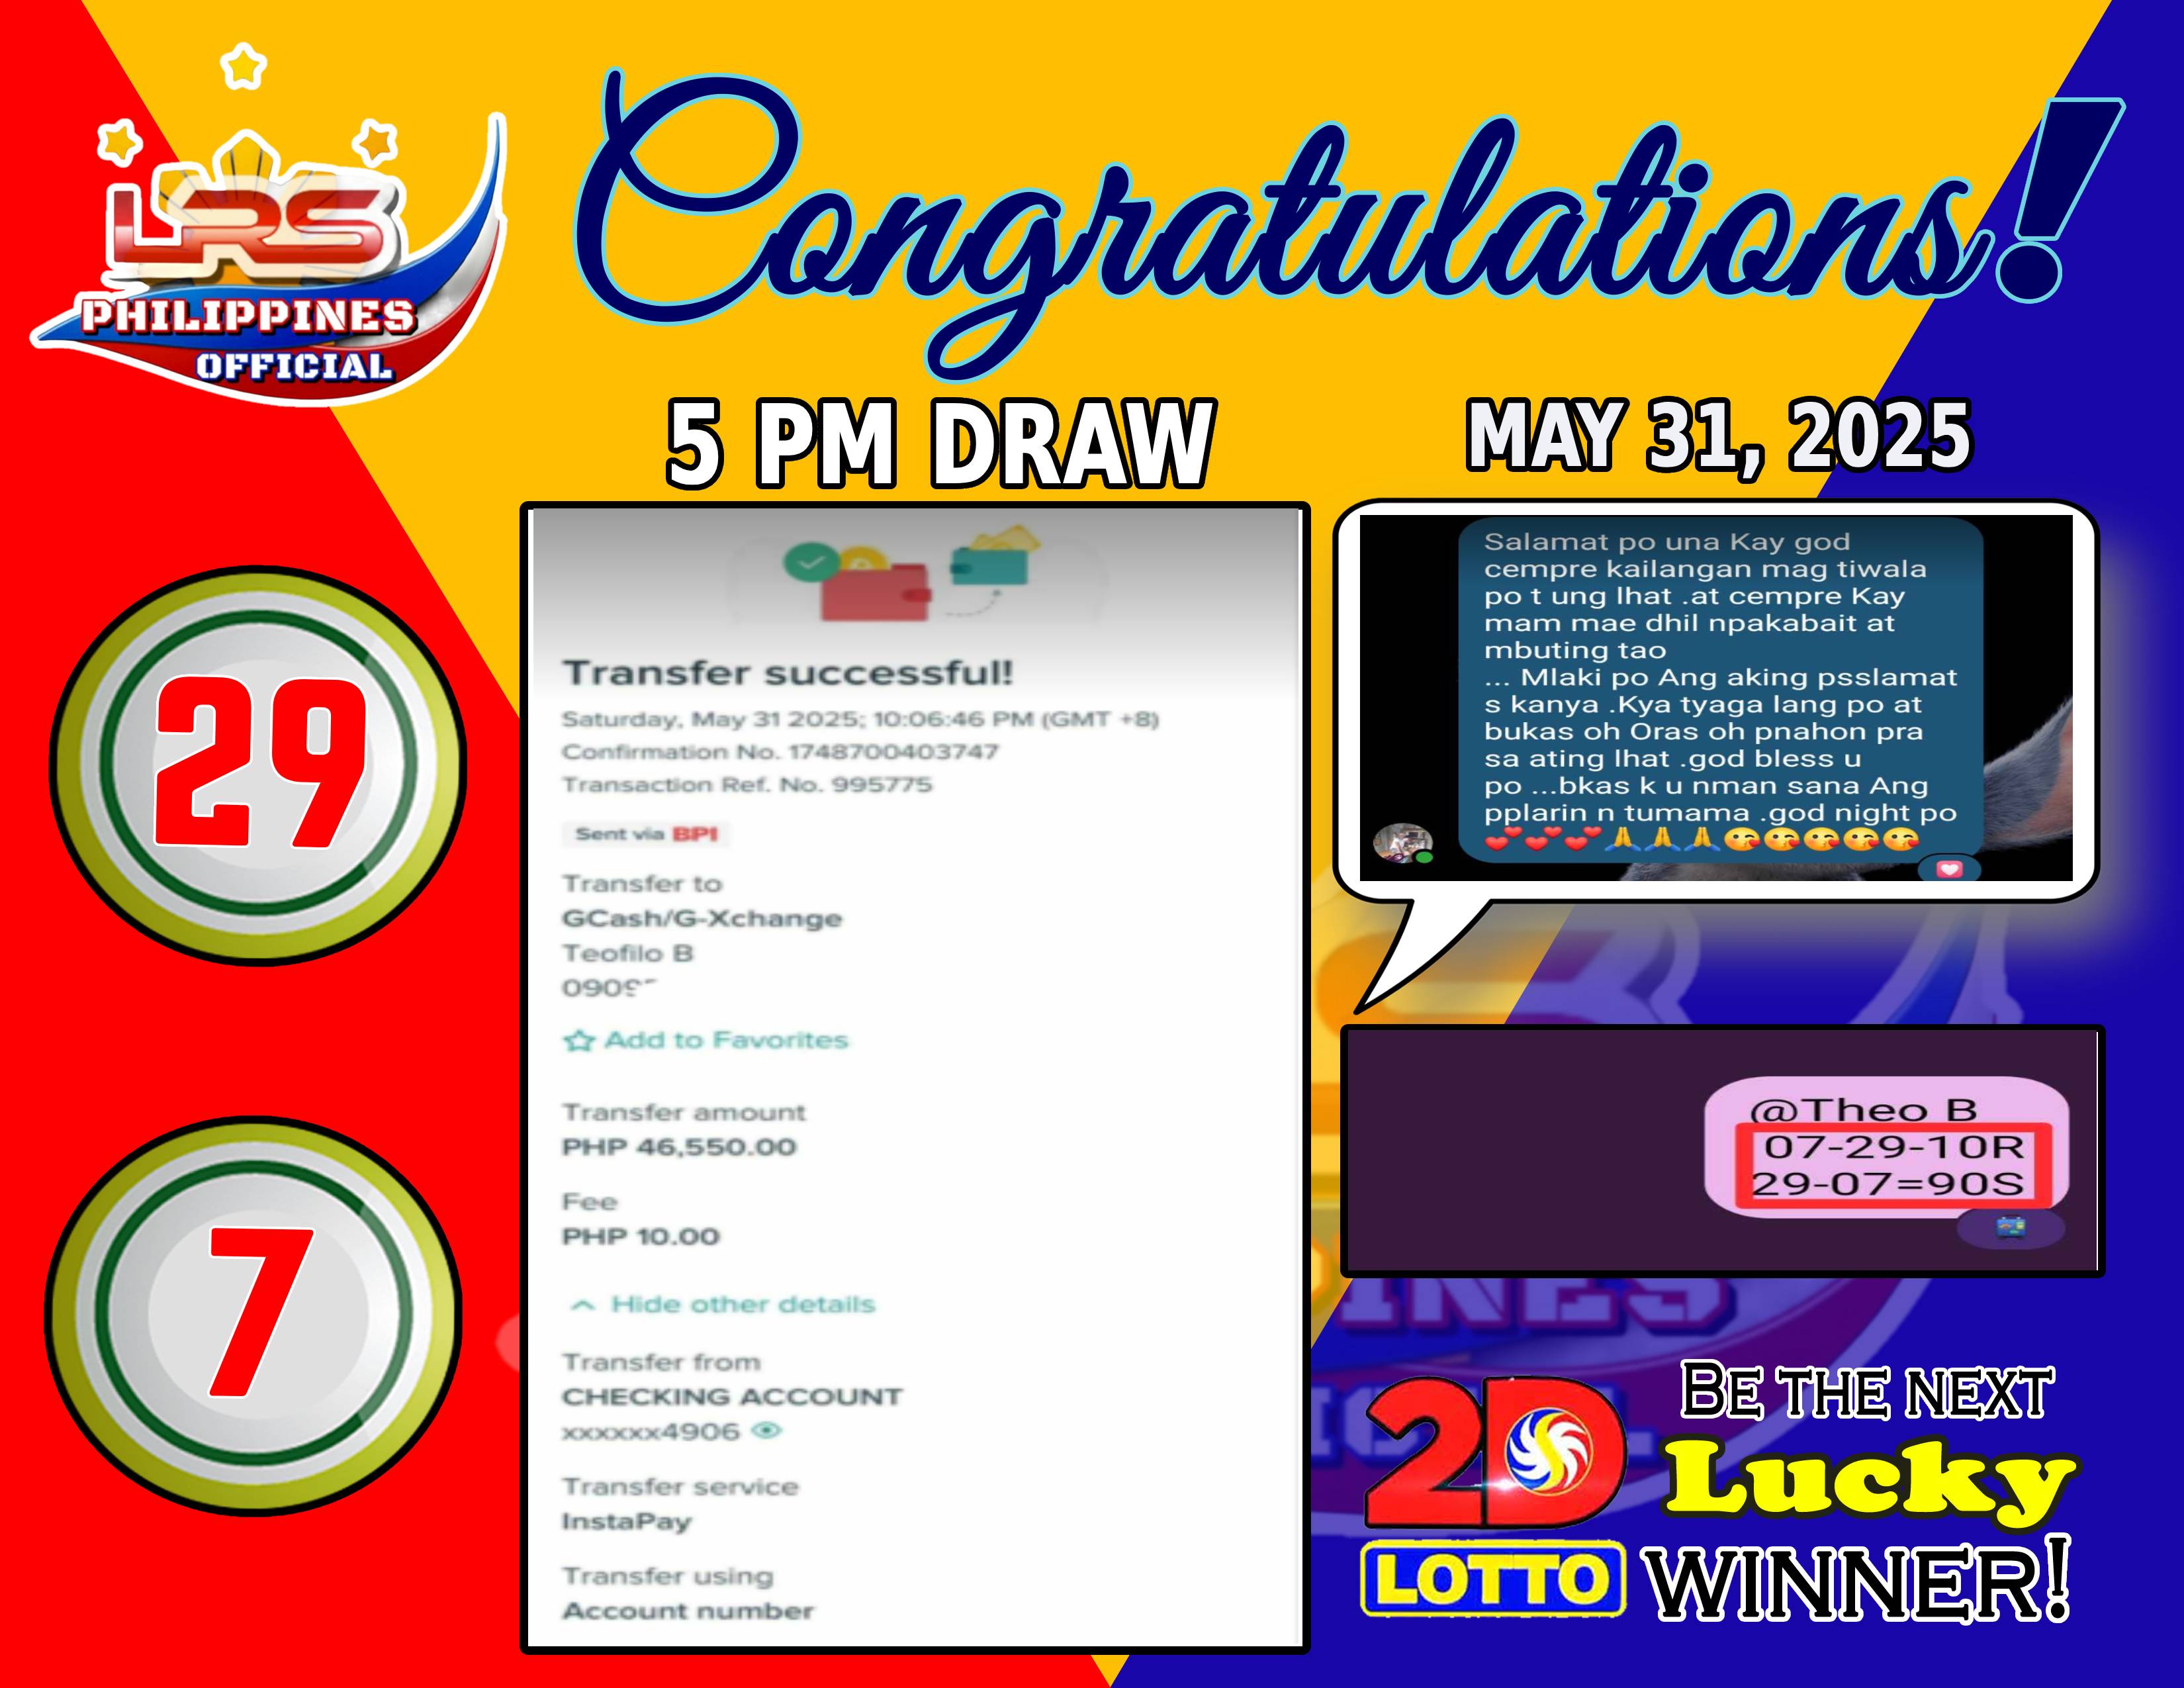 LRS
PHILIPPINES
OFFICIAL
Congratulations!
5 PM DRAW
MAY 31, 2025
29
7
Transfer successful!
Saturday, May 31 2025; 10:06:46 PM (GMT +8)
Confirmation No. 1748700403747
Transaction Ref. No. 995775
Sent via BPI
Transfer to
GCash/G-Xchange
Teofilo B
Add to Favorites
Transfer amount
PHP 46,550.00
Fee
PHP 10.00
Hide other details
Transfer from
CHECKING ACCOUNT
xxxxxx4906
Transfer service
InstaPay
Transfer using
Account number
Salamat po una Kay god
cempre kailangan mag tiwala
po t ung lhat .at cempre Kay
mam mae dhil npakabait at
mbuting tao
... Mlaki po Ang aking psslamat
s kanya .Kya tyaga lang po at
bukas oh Oras oh pnahon pra
sa ating lhat .god bless u
po ...bkas k u nman sana Ang
pplarin n tumama .god night po
💕💕💕🙏🙏🙏😘😘😘😘😘
@Theo B
07-29-10R
29-07=90S
2D
LOTTO
BE THE NEXT
Lucky
WINNER!